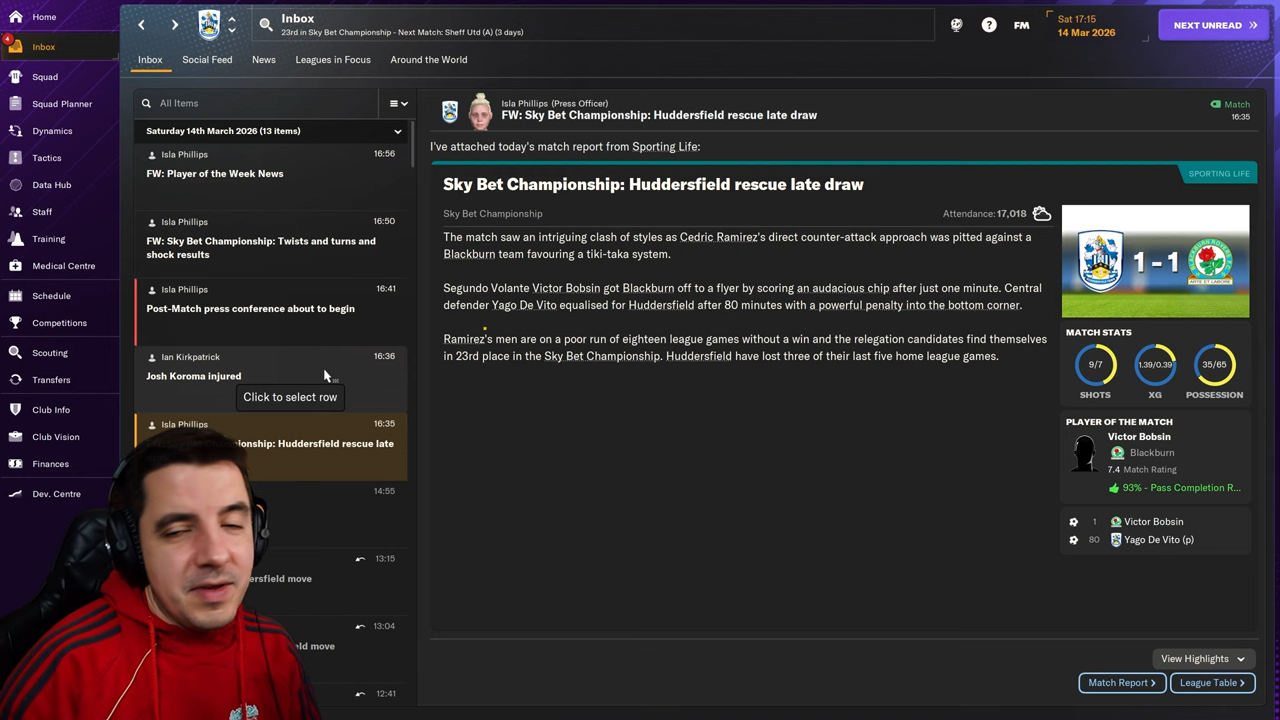 Home
4
Inbox
Squad
Squad Planner
Dynamics
Tactics
Data Hub
Staff
Training
Medical Centre
Schedule
Competitions
Scouting
Transfers
Club Info
Club Vision
Finances
Dev. Centre
Inbox
23rd in Sky Bet Championship - Next Match: Sheff Utd (A) (3 days)
?
FM
Sat 17:15
14 Mar 2026
NEXT UNREAD
Inbox
Social Feed
News
Leagues in Focus
Around the World
All Items
Saturday 14th March 2026 (13 items)
Isla Phillips 16:56
FW: Player of the Week News
Isla Phillips 16:50
FW: Sky Bet Championship: Twists and turns and
shock results
Isla Phillips 16:41
Post-Match press conference about to begin
Ian Kirkpatrick 16:36
Josh Koroma injured
Click to select row
Isla Phillips 16:35
Championship: Huddersfield rescue late
14:55
13:15
move
13:04
move
12:41
Isla Phillips (Press Officer)
FW: Sky Bet Championship: Huddersfield rescue late draw
Match
16:35
I've attached today's match report from Sporting Life:
SPORTING LIFE
Sky Bet Championship: Huddersfield rescue late draw
Sky Bet Championship
Attendance: 17,018
The match saw an intriguing clash of styles as Cedric Ramirez's direct counter-attack approach was pitted against a
Blackburn team favouring a tiki-taka system.
Segundo Volante Victor Bobsin got Blackburn off to a flyer by scoring an audacious chip after just one minute. Central
defender Yago De Vito equalised for Huddersfield after 80 minutes with a powerful penalty into the bottom corner.
Ramirez's men are on a poor run of eighteen league games without a win and the relegation candidates find themselves
in 23rd place in the Sky Bet Championship. Huddersfield have lost three of their last five home league games.
1-1
MATCH STATS
9/7
1.39/0.39
35/65
SHOTS
XG
POSSESSION
PLAYER OF THE MATCH
Victor Bobsin
Blackburn
7.4 Match Rating
93% - Pass Completion R...
1 Victor Bobsin
80 Yago De Vito (p)
View Highlights
Match Report
League Table